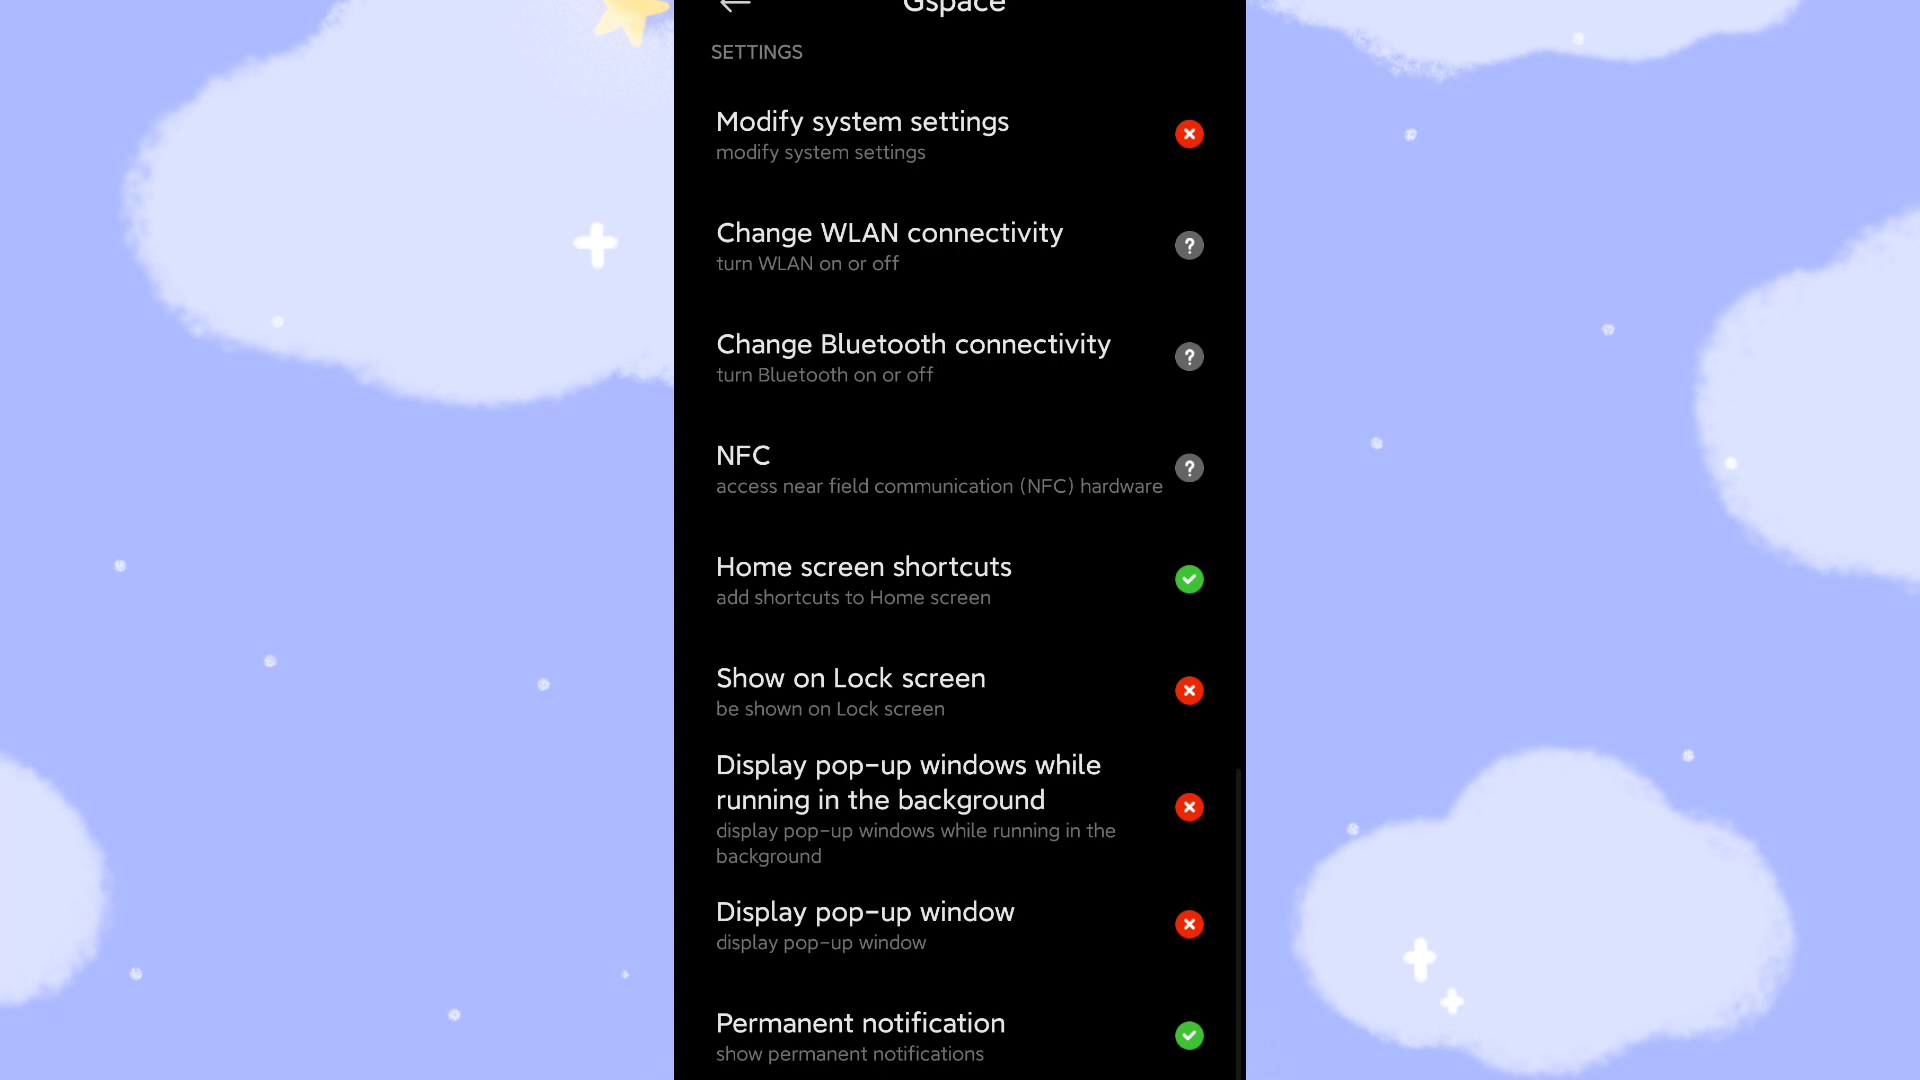 Gspace
SETTINGS
Modify system settings
modify system settings
Change WLAN connectivity
turn WLAN on or off
Change Bluetooth connectivity
turn Bluetooth on or off
NFC
access near field communication (NFC) hardware
Home screen shortcuts
add shortcuts to Home screen
Show on Lock screen
be shown on Lock screen
Display pop-up windows while
running in the background
display pop-up windows while running in the
background
Display pop-up window
display pop-up window
Permanent notification
show permanent notifications